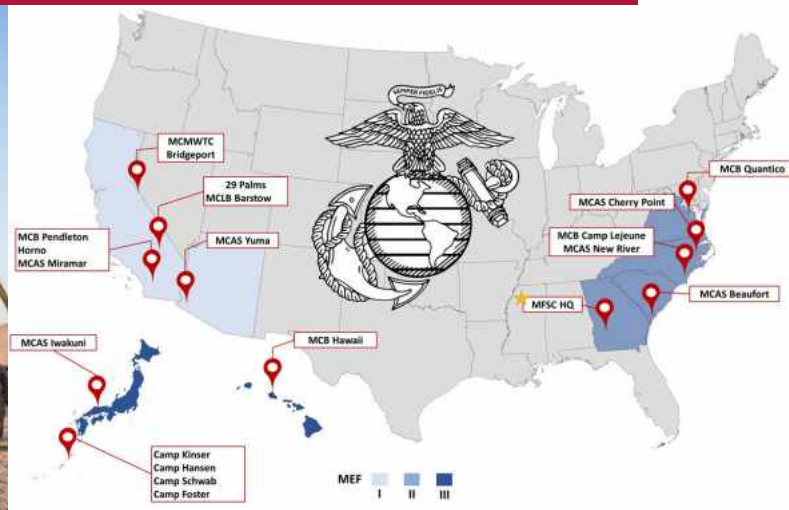 SEMPER FIDELIS
MCMWTC
Bridgeport
29 Palms
MCLB Barstow
MCB Pendleton
Horno
MCAS Miramar
MCAS Yuma
MCB Quantico
MCAS Cherry Point
MCB Camp Lejeune
MCAS New River
MFSC HQ
MCAS Beaufort
MCAS Iwakuni
MCB Hawaii
Camp Kinser
Camp Hansen
Camp Schwab
Camp Foster
MEF
I II III